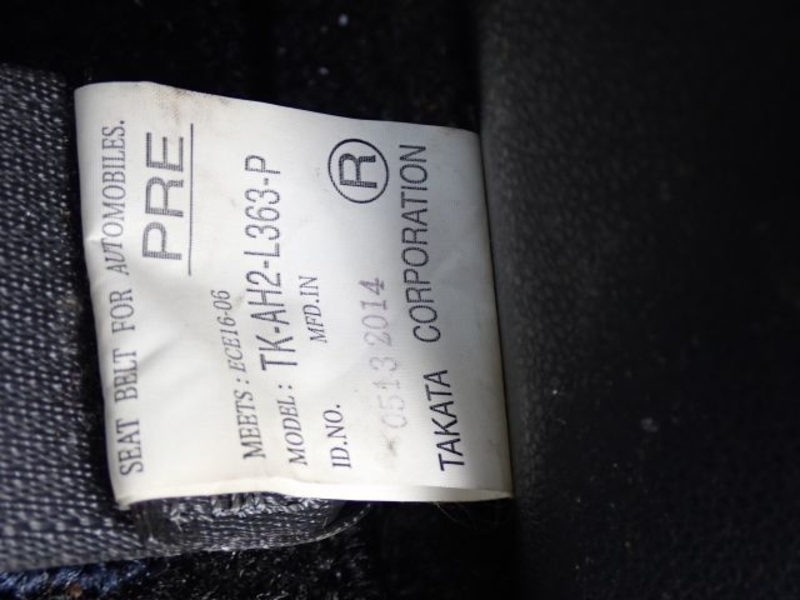 SEAT BELT FOR AUTOMOBILES.
PRE
MEETS : ECE16-06
MODEL : TK-AH2-L363-P
MFD.IN
ID.NO. R
0513 2014
TAKATA CORPORATION